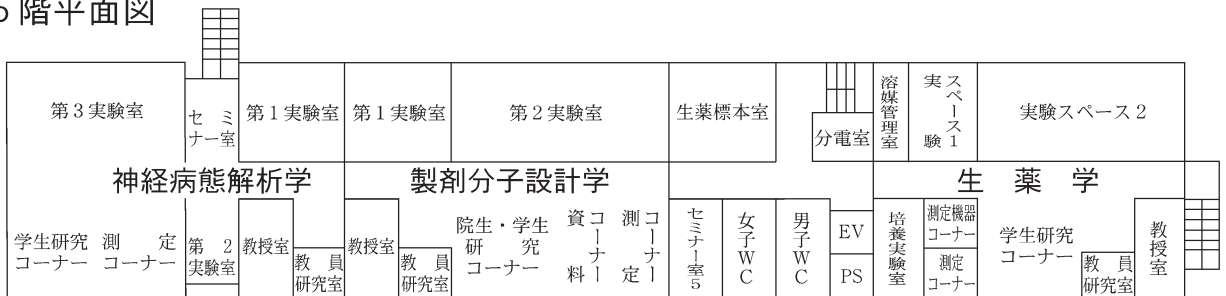 階平面図
第3実験室
セミ
ナー室
第1実験室
第1実験室
第2実験室
生薬標本室
分電室
溶媒管理室
実験
スペース1
実験スペース2
神経病態解析学
製剤分子設計学
生薬学
学生研究
コーナー
測定
コーナー
第2
実験室
教授室
教員
研究室
教授室
教員
研究室
院生・学生
研究
コーナー
資料
コーナー
測定
コーナー
セミナー室5
女子WC
男子WC
EV
PS
培養実験室
測定機器
コーナー
測定
コーナー
学生研究
コーナー
教員
研究室
教授室